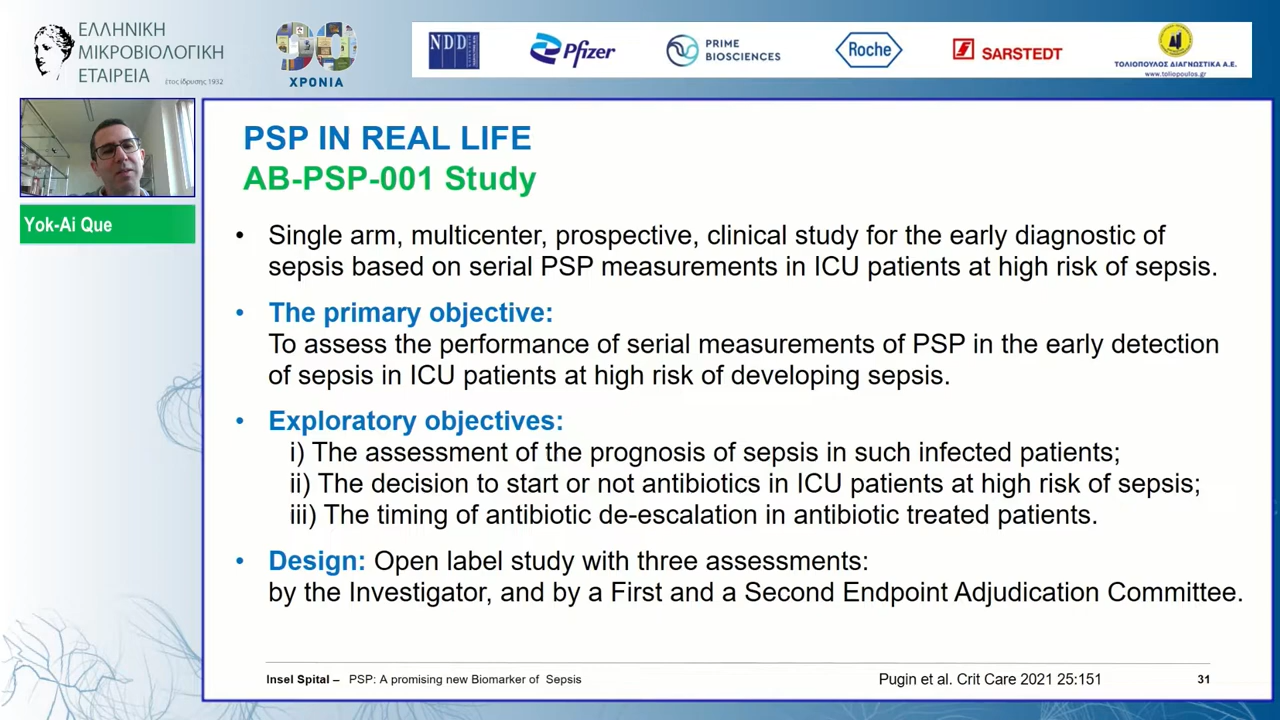 ΕΛΛΗΝΙΚΗ
ΜΙΚΡΟΒΙΟΛΟΓΙΚΗ
ΕΤΑΙΡΕΙΑ
έτος ίδρυσης 1932
90
ΧΡΟΝΙΑ
NDD
Pfizer
PRIME
BIOSCIENCES
Roche
SARSTEDT
ΤΟΛΙΟΠΟΥΛΟΣ ΔΙΑΓΝΩΣΤΙΚΑ Α.Ε.
www.toliopoulos.gr
Yok-Ai Que
PSP IN REAL LIFE
AB-PSP-001 Study
• Single arm, multicenter, prospective, clinical study for the early diagnostic of
sepsis based on serial PSP measurements in ICU patients at high risk of sepsis.
• The primary objective:
To assess the performance of serial measurements of PSP in the early detection
of sepsis in ICU patients at high risk of developing sepsis.
• Exploratory objectives:
i) The assessment of the prognosis of sepsis in such infected patients;
ii) The decision to start or not antibiotics in ICU patients at high risk of sepsis;
iii) The timing of antibiotic de-escalation in antibiotic treated patients.
• Design: Open label study with three assessments:
by the Investigator, and by a First and a Second Endpoint Adjudication Committee.
Insel Spital – PSP: A promising new Biomarker of Sepsis
Pugin et al. Crit Care 2021 25:151
31